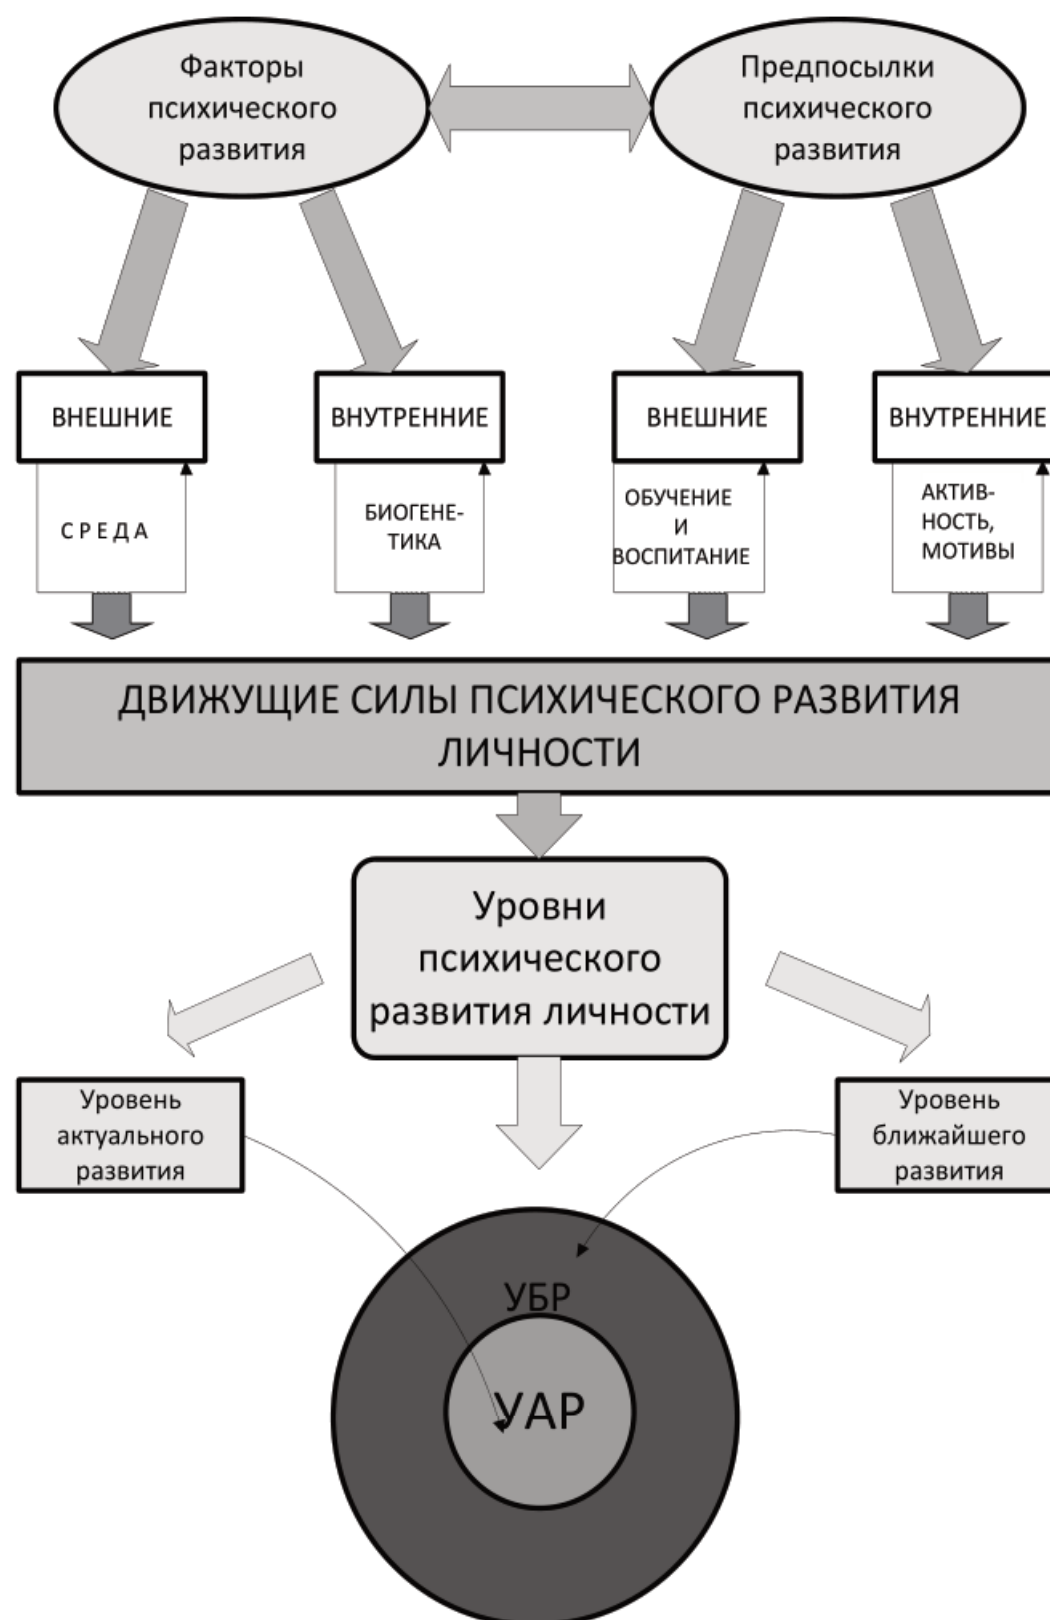 Факторы
психического
развития
Предпосылки
психического
развития
ВНЕШНИЕ
ВНУТРЕННИЕ
ВНЕШНИЕ
ВНУТРЕННИЕ
С Р Е Д А
БИОГЕНЕ-
ТИКА
ОБУЧЕНИЕ
И
ВОСПИТАНИЕ
АКТИВ-
НОСТЬ,
МОТИВЫ
ДВИЖУЩИЕ СИЛЫ ПСИХИЧЕСКОГО РАЗВИТИЯ
ЛИЧНОСТИ
Уровни
психического
развития личности
Уровень
актуального
развития
Уровень
ближайшего
развития
УБР
УАР